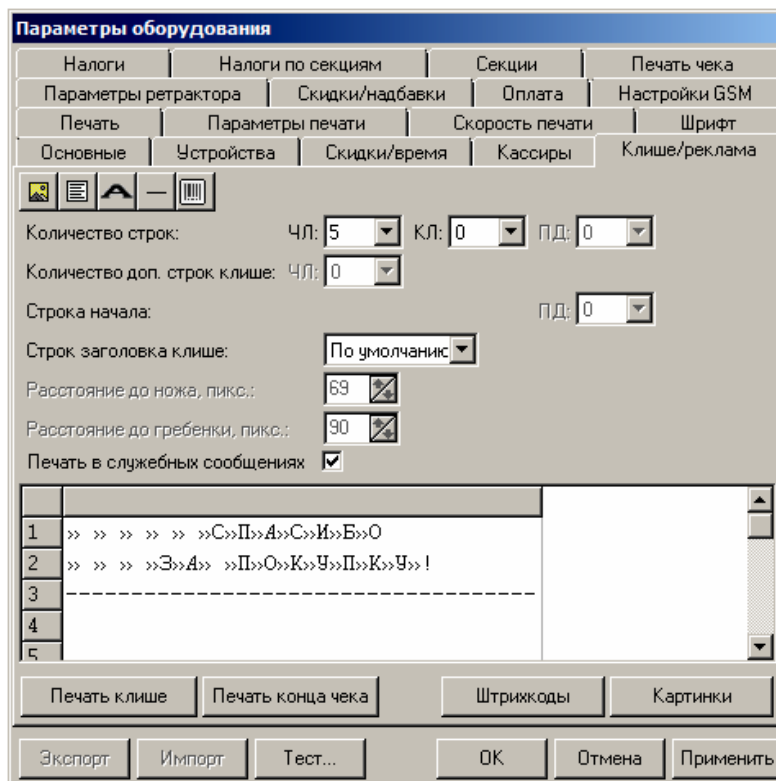 Параметры оборудования
Налоги Налоги по секциям Секции Печать чека
Параметры ретрактора Скидки/надбавки Оплата Настройки GSM
Печать Параметры печати Скорость печати Шрифт
Основные Устройства Скидки/время Кассиры Клише/реклама
Количество строк: ЧЛ: 5 КЛ: 0 ПД: 0
Количество доп. строк клише: ЧЛ: 0
Строка начала: ПД: 0
Строк заголовка клише: По умолчанию
Расстояние до ножа, пикс.: 69
Расстояние до гребенки, пикс.: 90
Печать в служебных сообщениях
1 » » » » » »С»П»А»С»И»Б»О
2 » » » »З»А» »П»О»К»У»П»К»У»!
3 ------------------------------------
4
5
Печать клише Печать конца чека Штрихкоды Картинки
Экспорт Импорт Тест... OK Отмена Применить